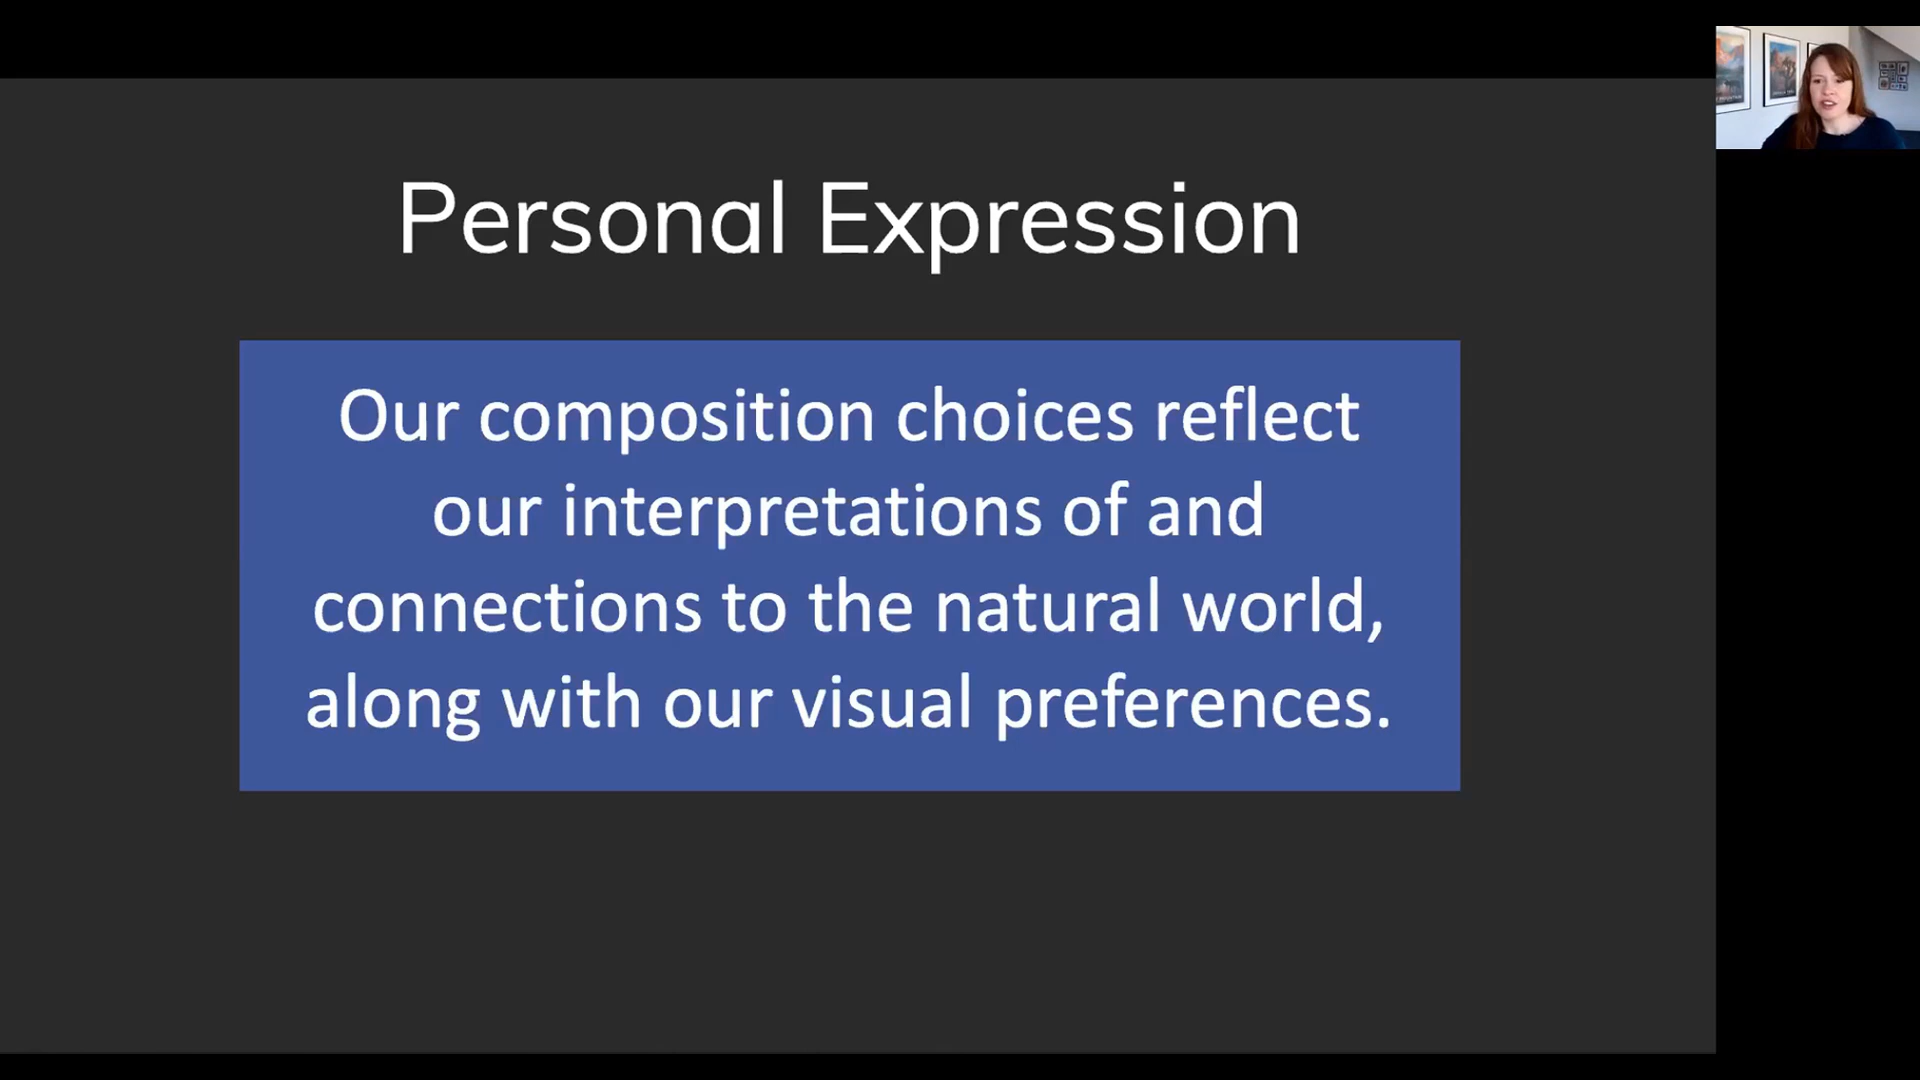 Personal Expression
Our composition choices reflect
our interpretations of and
connections to the natural world,
along with our visual preferences.